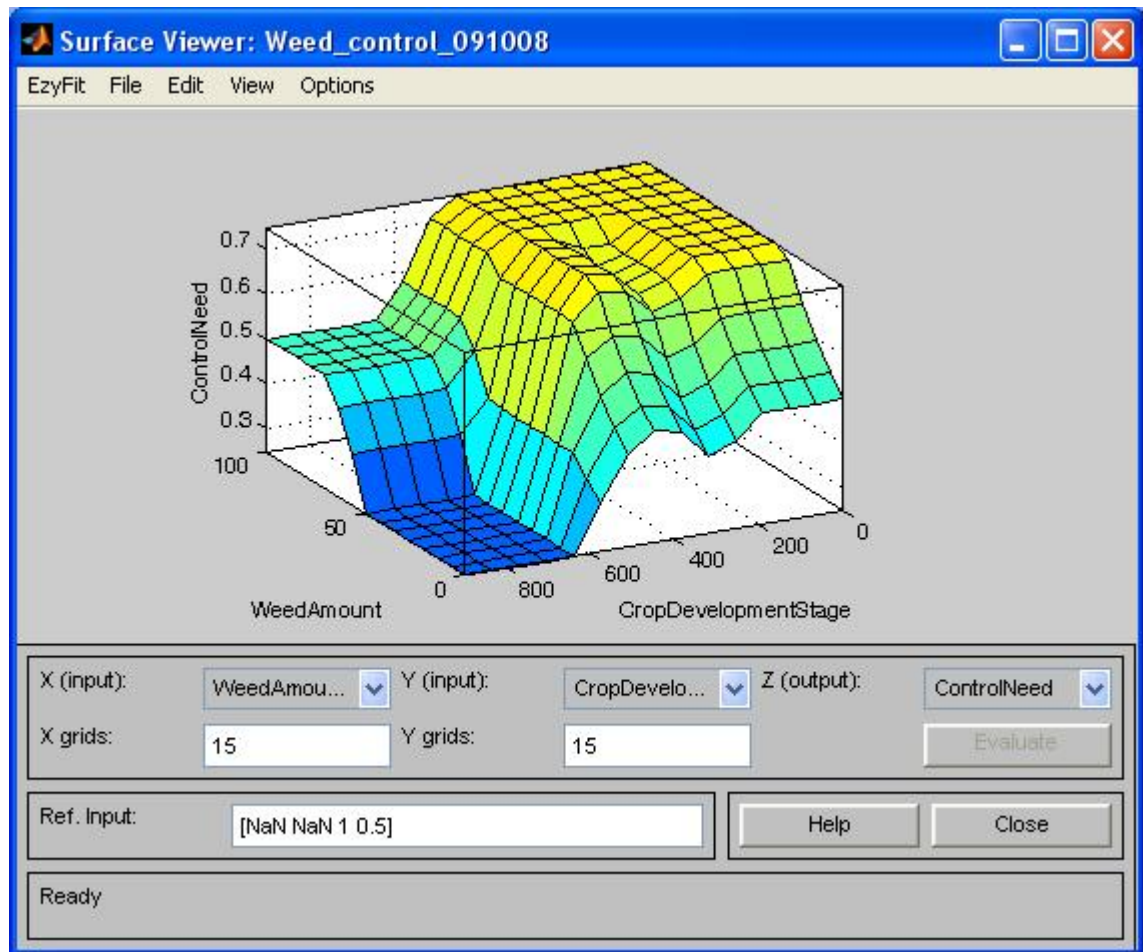 Surface Viewer: Weed_control_091008
EzyFit File Edit View Options
0.7
0.6
0.5
0.4
0.3
ControlNeed
100
50
0
WeedAmount
800
600
400
200
0
CropDevelopmentStage
X (input): WeedAmou... Y (input): CropDevelo... Z (output): ControlNeed
X grids: 15 Y grids: 15 Evaluate
Ref. Input: [NaN NaN 1 0.5] Help Close
Ready